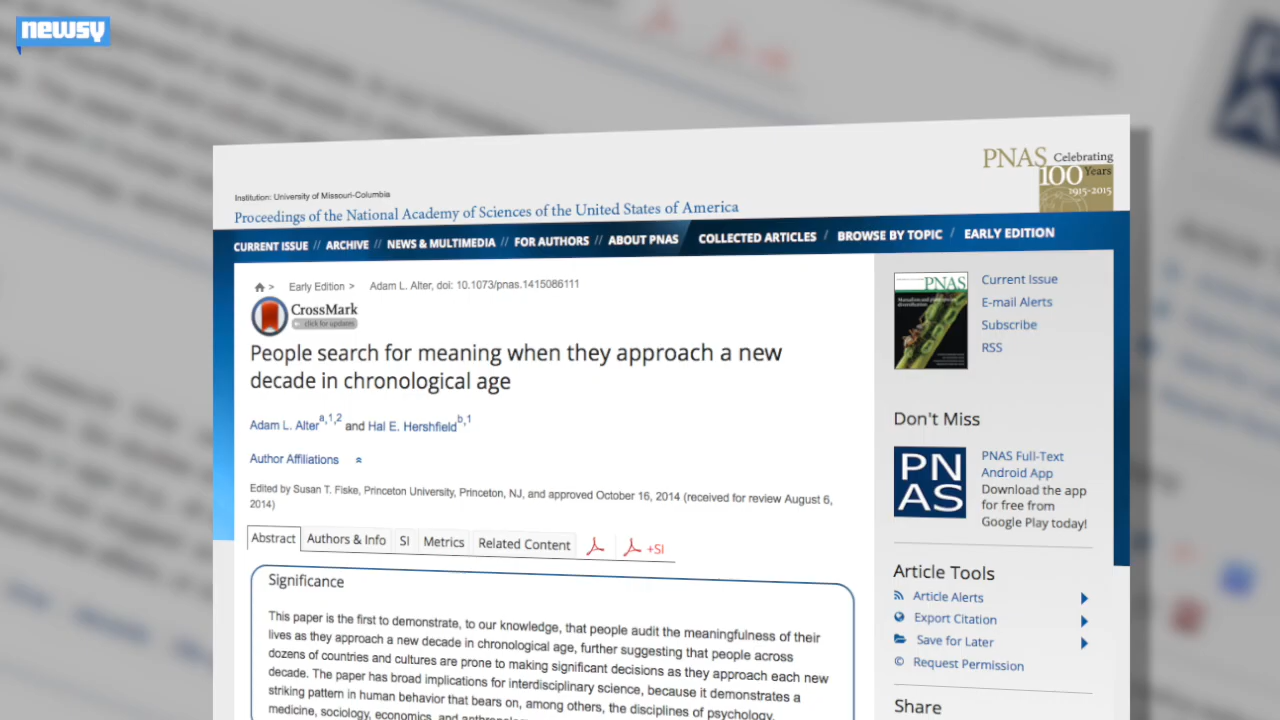 newsy
PNAS Celebrating
100 Years
1915-2015
Institution: University of Missouri-Columbia
Proceedings of the National Academy of Sciences of the United States of America
CURRENT ISSUE // ARCHIVE // NEWS & MULTIMEDIA // FOR AUTHORS // ABOUT PNAS COLLECTED ARTICLES / BROWSE BY TOPIC / EARLY EDITION
> Early Edition > Adam L. Alter, doi: 10.1073/pnas.1415086111
CrossMark
click for updates
People search for meaning when they approach a new
decade in chronological age
Adam L. Alter a,1,2 and Hal E. Hershfield b,1
Author Affiliations
Edited by Susan T. Fiske, Princeton University, Princeton, NJ, and approved October 16, 2014 (received for review August 6,
2014)
Abstract Authors & Info SI Metrics Related Content +SI
Significance
This paper is the first to demonstrate, to our knowledge, that people audit the meaningfulness of their
lives as they approach a new decade in chronological age, further suggesting that people across
dozens of countries and cultures are prone to making significant decisions as they approach each new
decade. The paper has broad implications for interdisciplinary science, because it demonstrates a
striking pattern in human behavior that bears on, among others, the disciplines of psychology,
medicine, sociology, economics, and
PNAS
Current Issue
E-mail Alerts
Subscribe
RSS
Don't Miss
PN
AS
PNAS Full-Text
Android App
Download the app
for free from
Google Play today!
Article Tools
Article Alerts
Export Citation
Save for Later
© Request Permission
Share